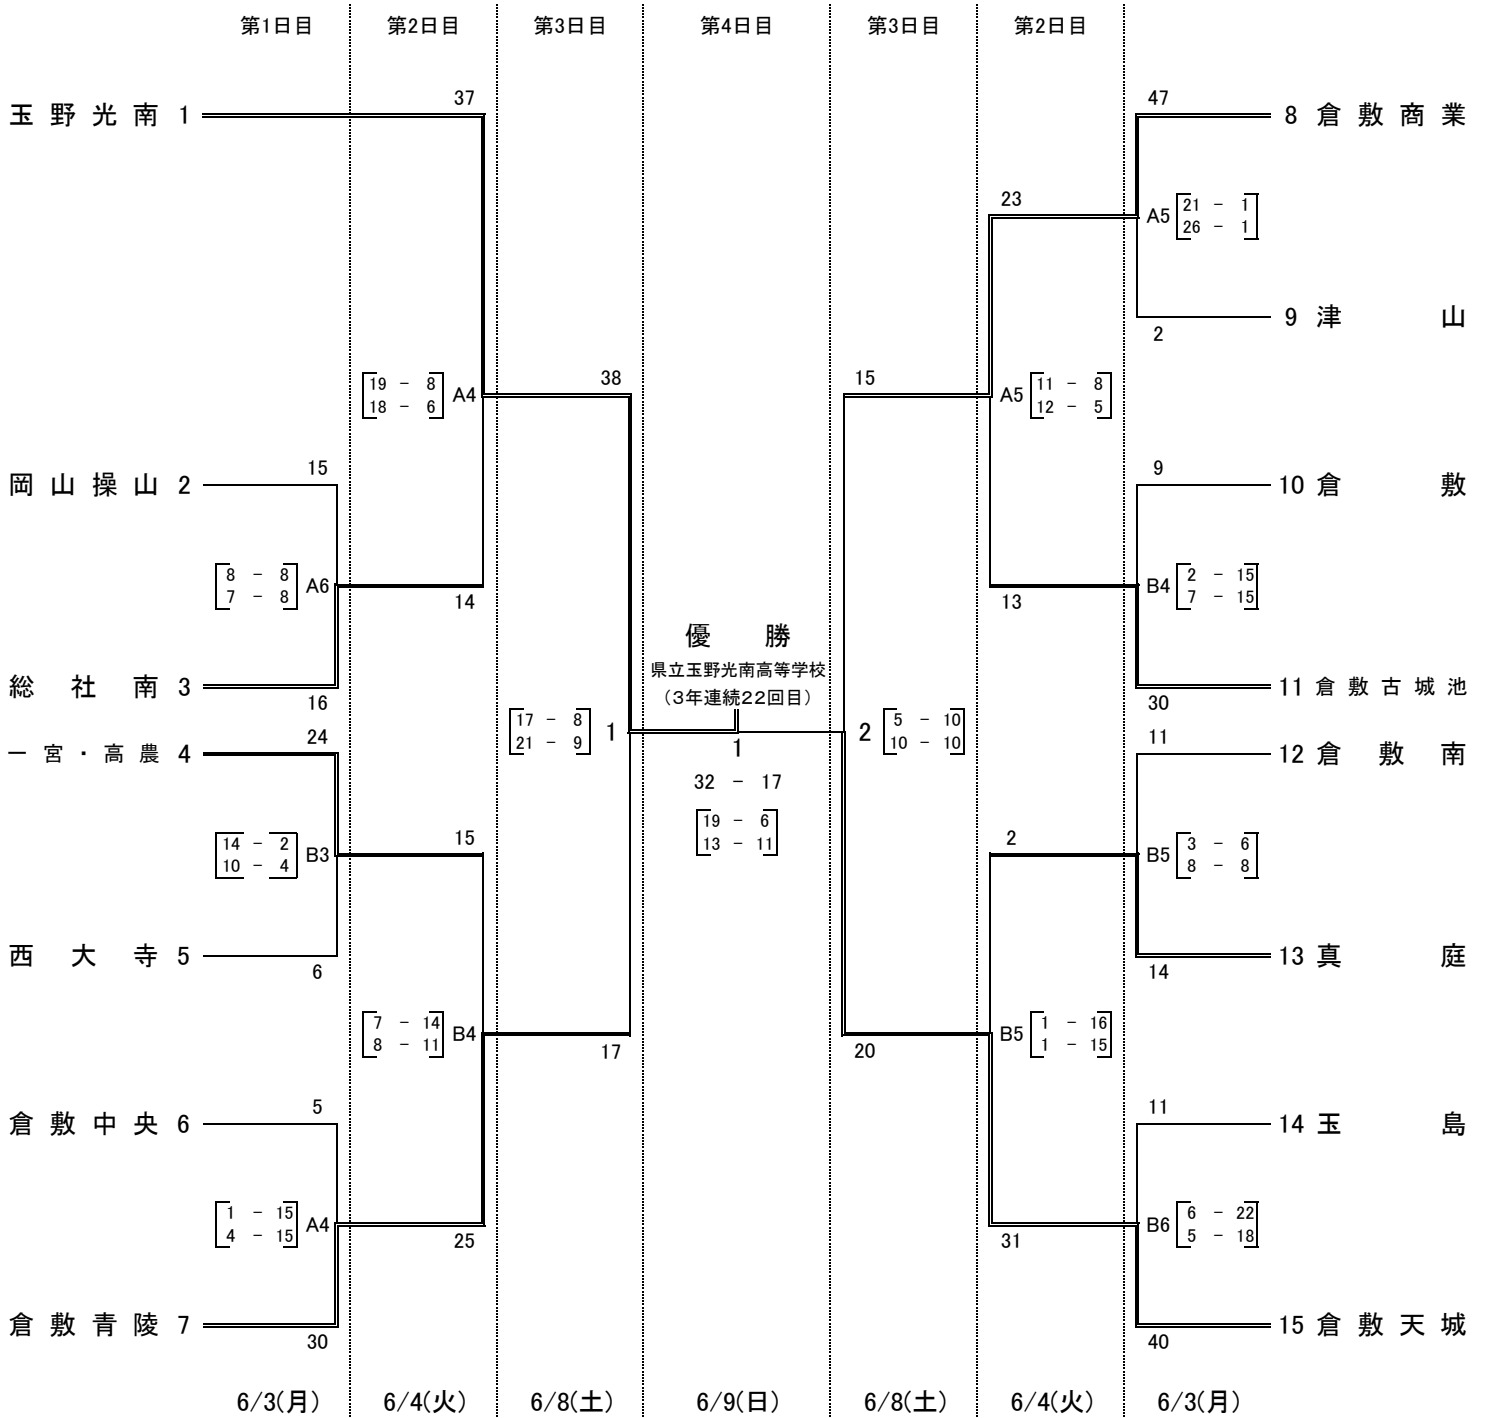 第1日目 第2日目 第3日目 第4日目 第3日目 第2日目
37 47
玉野光南 1 8 倉敷商業
23
A5 21 - 1
26 - 1
9 津山
2
38 15
19 - 8
18 - 6 A4
A5 11 - 8
12 - 5
15 9
岡山操山 2 10 倉敷
8 - 8
7 - 8 A6
B4 2 - 15
7 - 15
14 13
優勝
県立玉野光南高等学校
(3年連続22回目)
総社南 3 11 倉敷古城池
16 30
17 - 8
21 - 9 1
2 5 - 10
10 - 10
24 11
一宮・高農 4 12 倉敷南
1
32 - 17
19 - 6
13 - 11
15 2
14 - 2
10 - 4 B3
B5 3 - 6
8 - 8
西大寺 5 13 真庭
6 14
7 - 14
8 - 11 B4
B5 1 - 16
1 - 15
17 20
5 11
倉敷中央 6 14 玉島
1 - 15
4 - 15 A4
B6 6 - 22
5 - 18
25 31
倉敷青陵 7 15 倉敷天城
30 40
6/3(月) 6/4(火) 6/8(土) 6/9(日) 6/8(土) 6/4(火) 6/3(月)